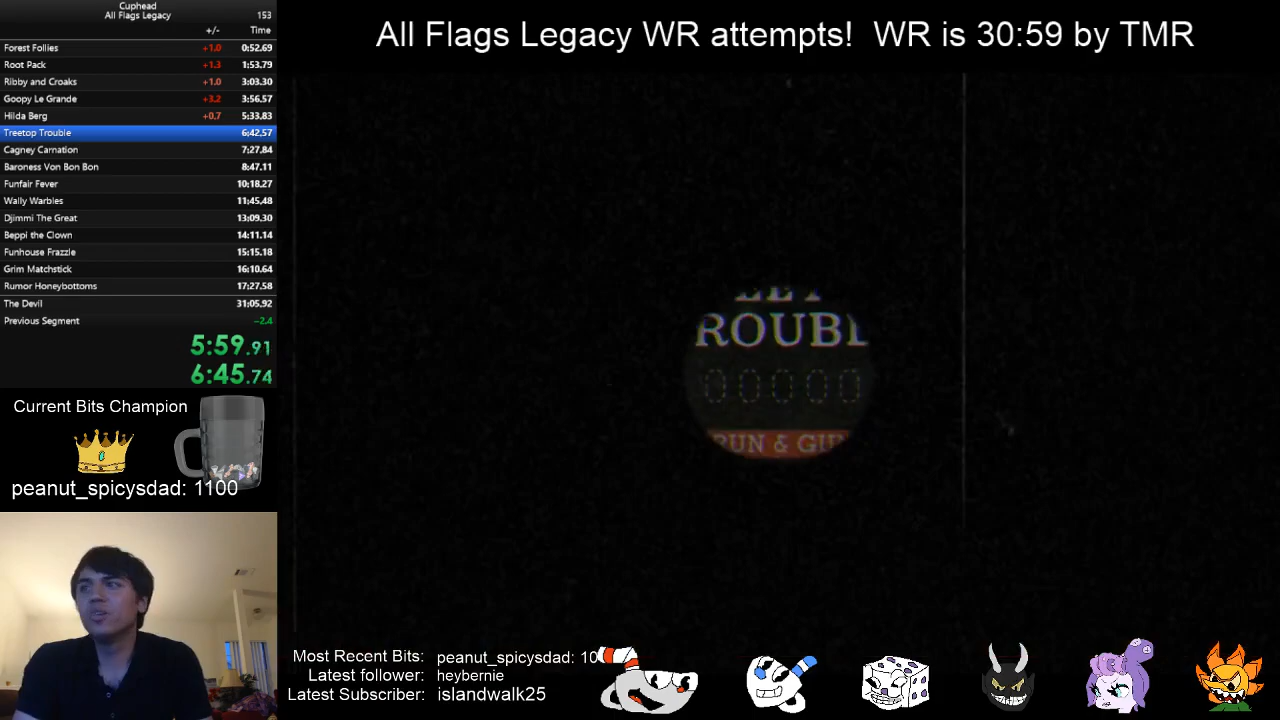 Cuphead
All Flags Legacy 153
+/- Time
Forest Follies +1.0 0:52.69
Root Pack +1.3 1:53.79
Ribby and Croaks +1.0 3:03.30
Goopy Le Grande +3.2 3:56.57
Hilda Berg +0.7 5:33.83
Treetop Trouble 6:42.57
Cagney Carnation 7:27.84
Baroness Von Bon Bon 8:47.11
Funfair Fever 10:18.27
Wally Warbles 11:45.48
Djimmi The Great 13:09.30
Beppi the Clown 14:11.14
Funhouse Frazzle 15:15.18
Grim Matchstick 16:10.64
Rumor Honeybottoms 17:27.58
The Devil 31:05.92
Previous Segment -2.4
5:59.91
6:45.74
Current Bits Champion
peanut_spicysdad: 1100
All Flags Legacy WR attempts! WR is 30:59 by TMR
ROUBL
00000
RUN & GUN
Most Recent Bits: peanut_spicysdad: 10
Latest follower: heybernie
Latest Subscriber: islandwalk25